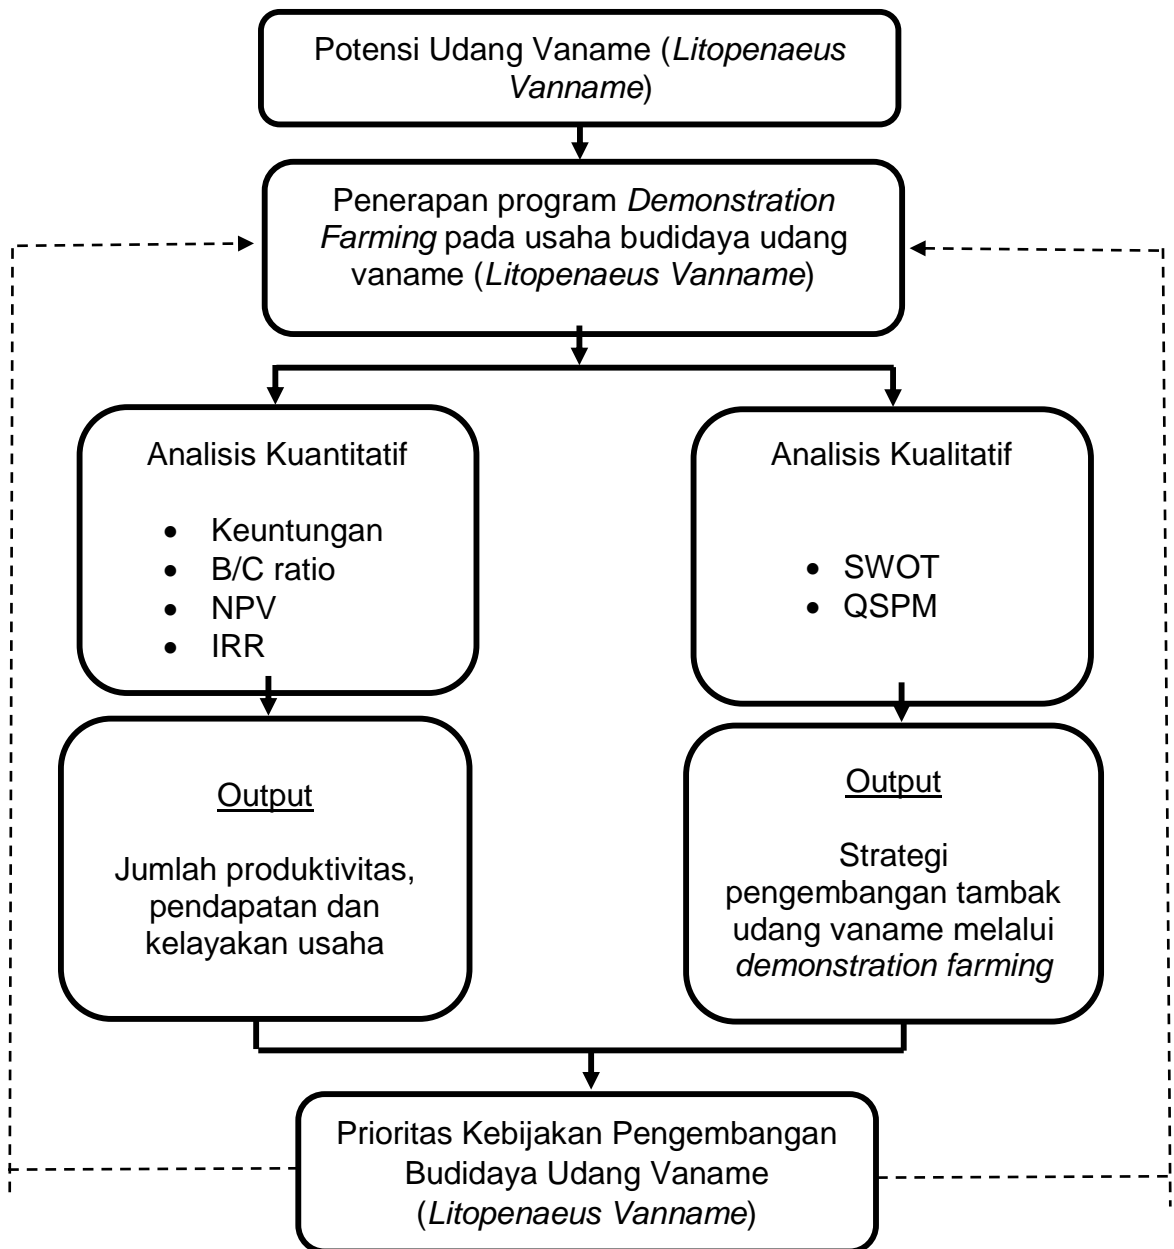 Potensi Udang Vaname (Litopenaeus
Vanname)
Penerapan program Demonstration
Farming pada usaha budidaya udang
vaname (Litopenaeus Vanname)
Analisis Kuantitatif
• Keuntungan
• B/C ratio
• NPV
• IRR
Analisis Kualitatif
• SWOT
• QSPM
Output
Jumlah produktivitas,
pendapatan dan
kelayakan usaha
Output
Strategi
pengembangan tambak
udang vaname melalui
demonstration farming
Prioritas Kebijakan Pengembangan
Budidaya Udang Vaname
(Litopenaeus Vanname)